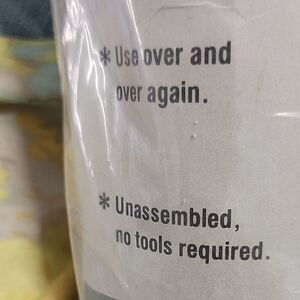 * Use over and
over again.
* Unassembled,
no tools required.